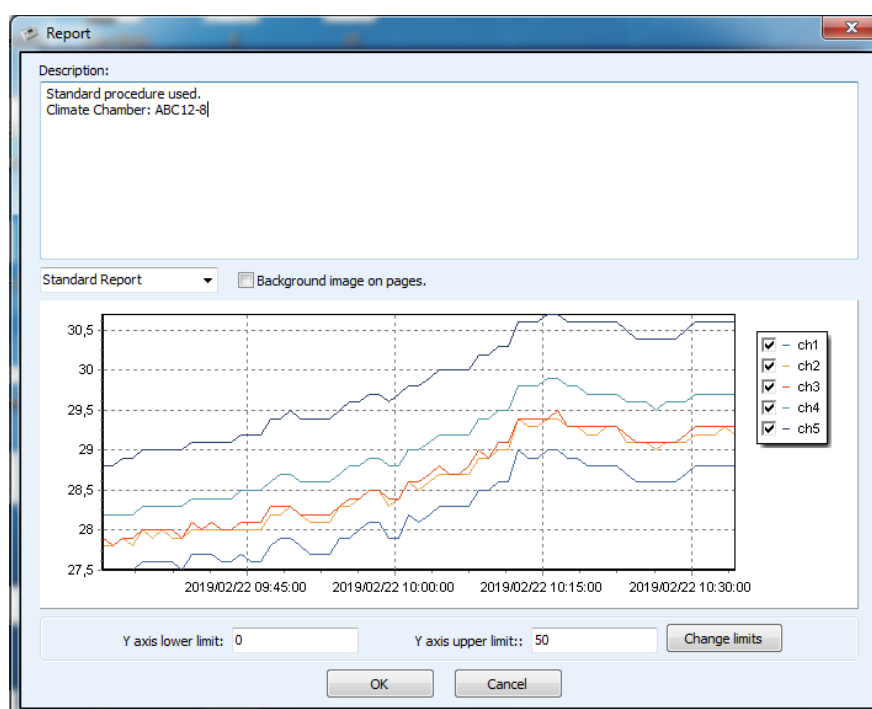 Report
Description:
Standard procedure used.
Climate Chamber: ABC12-8
Standard Report
Background image on pages.
30,5
30
29,5
29
28,5
28
27,5
2019/02/22 09:45:00 2019/02/22 10:00:00 2019/02/22 10:15:00 2019/02/22 10:30:00
ch1
ch2
ch3
ch4
ch5
Y axis lower limit: 0 Y axis upper limit:: 50 Change limits
OK Cancel